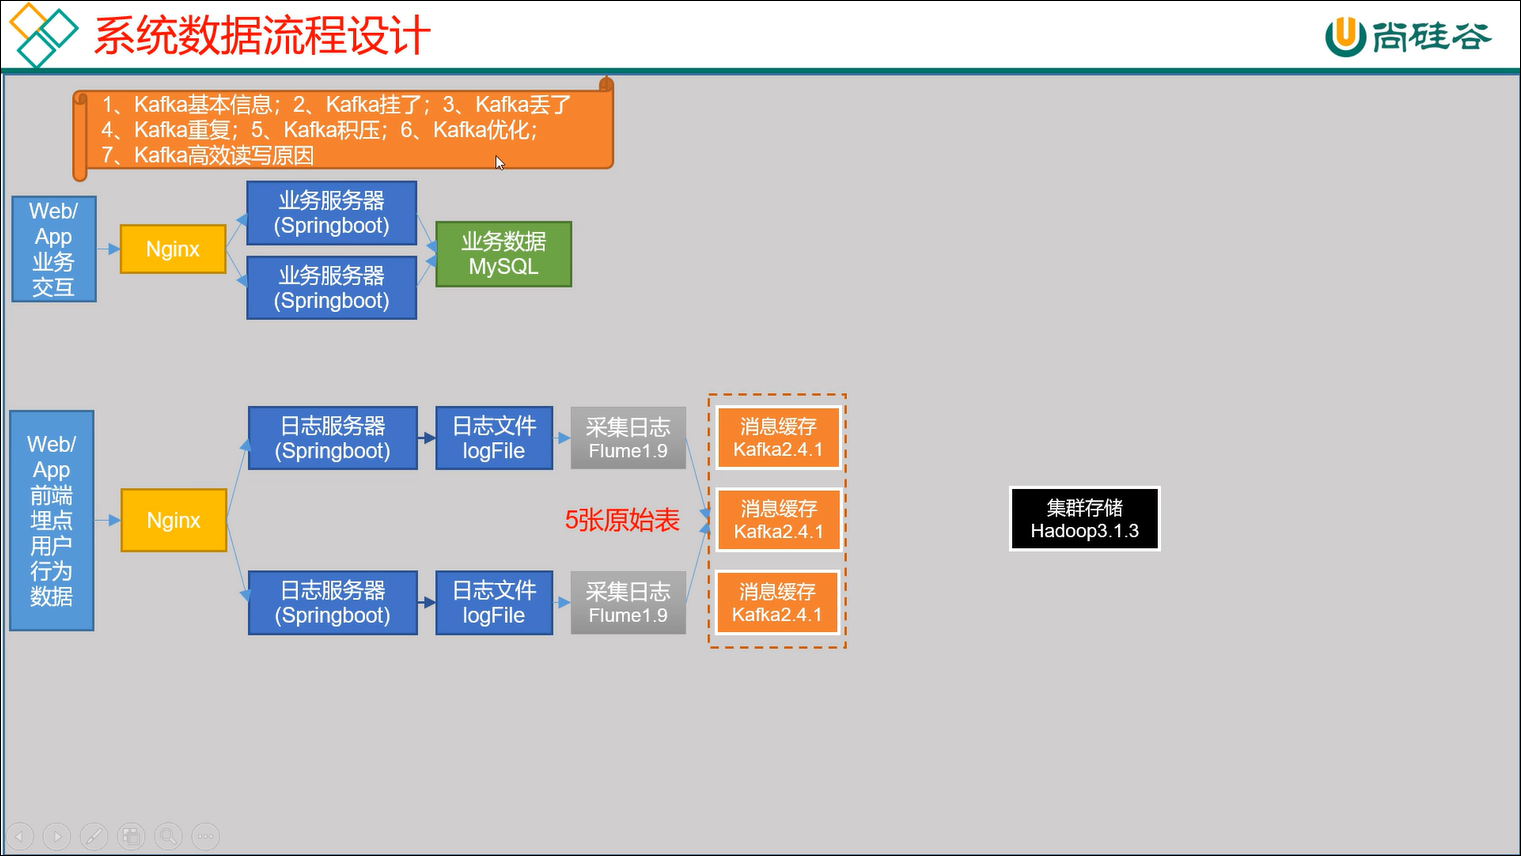 系统数据流程设计
尚硅谷
1、Kafka基本信息；2、Kafka挂了；3、Kafka丢了
4、Kafka重复；5、Kafka积压；6、Kafka优化；
7、Kafka高效读写原因
Web/
App
业务
交互
Nginx
业务服务器
(Springboot)
业务服务器
(Springboot)
业务数据
MySQL
Web/
App
前端
埋点
用户
行为
数据
Nginx
日志服务器
(Springboot)
日志文件
logFile
采集日志
Flume1.9
日志服务器
(Springboot)
日志文件
logFile
采集日志
Flume1.9
5张原始表
消息缓存
Kafka2.4.1
消息缓存
Kafka2.4.1
消息缓存
Kafka2.4.1
集群存储
Hadoop3.1.3